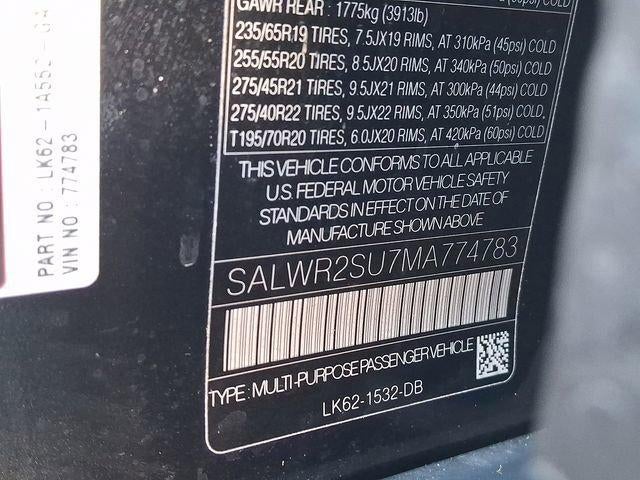 GAWR REAR : 1775kg (3913lb)
235/65R19 TIRES, 7.5JX19 RIMS, AT 310kPa (45psi) COLD
255/55R20 TIRES, 8.5JX20 RIMS, AT 340kPa (50psi) COLD
275/45R21 TIRES, 9.5JX21 RIMS, AT 300kPa (44psi) COLD
275/40R22 TIRES, 9.5JX22 RIMS, AT 350kPa (51psi) COLD
T195/70R20 TIRES, 6.0JX20 RIMS, AT 420kPa (60psi) COLD
THIS VEHICLE CONFORMS TO ALL APPLICABLE
U.S. FEDERAL MOTOR VEHICLE SAFETY
STANDARDS IN EFFECT ON THE DATE OF
MANUFACTURE SHOWN ABOVE
SALWR2SU7MA774783
TYPE : MULTI-PURPOSE PASSENGER VEHICLE
LK62-1532-DB
PART NO : LK62 -
VIN NO : 774783